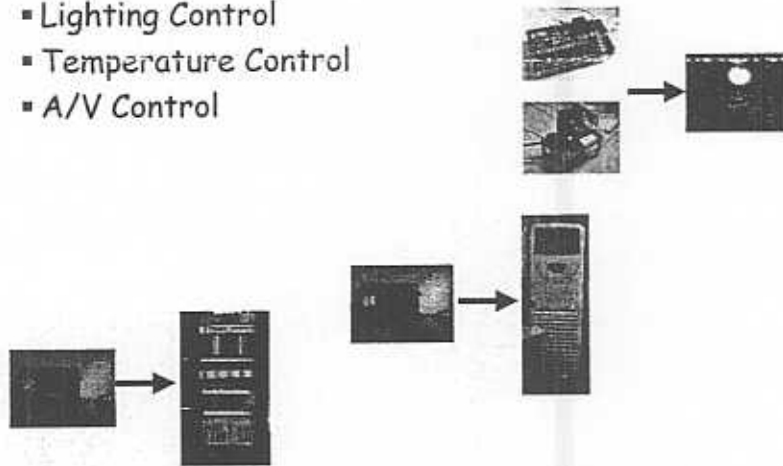 ▪ Lighting Control
▪ Temperature Control
▪ A/V Control